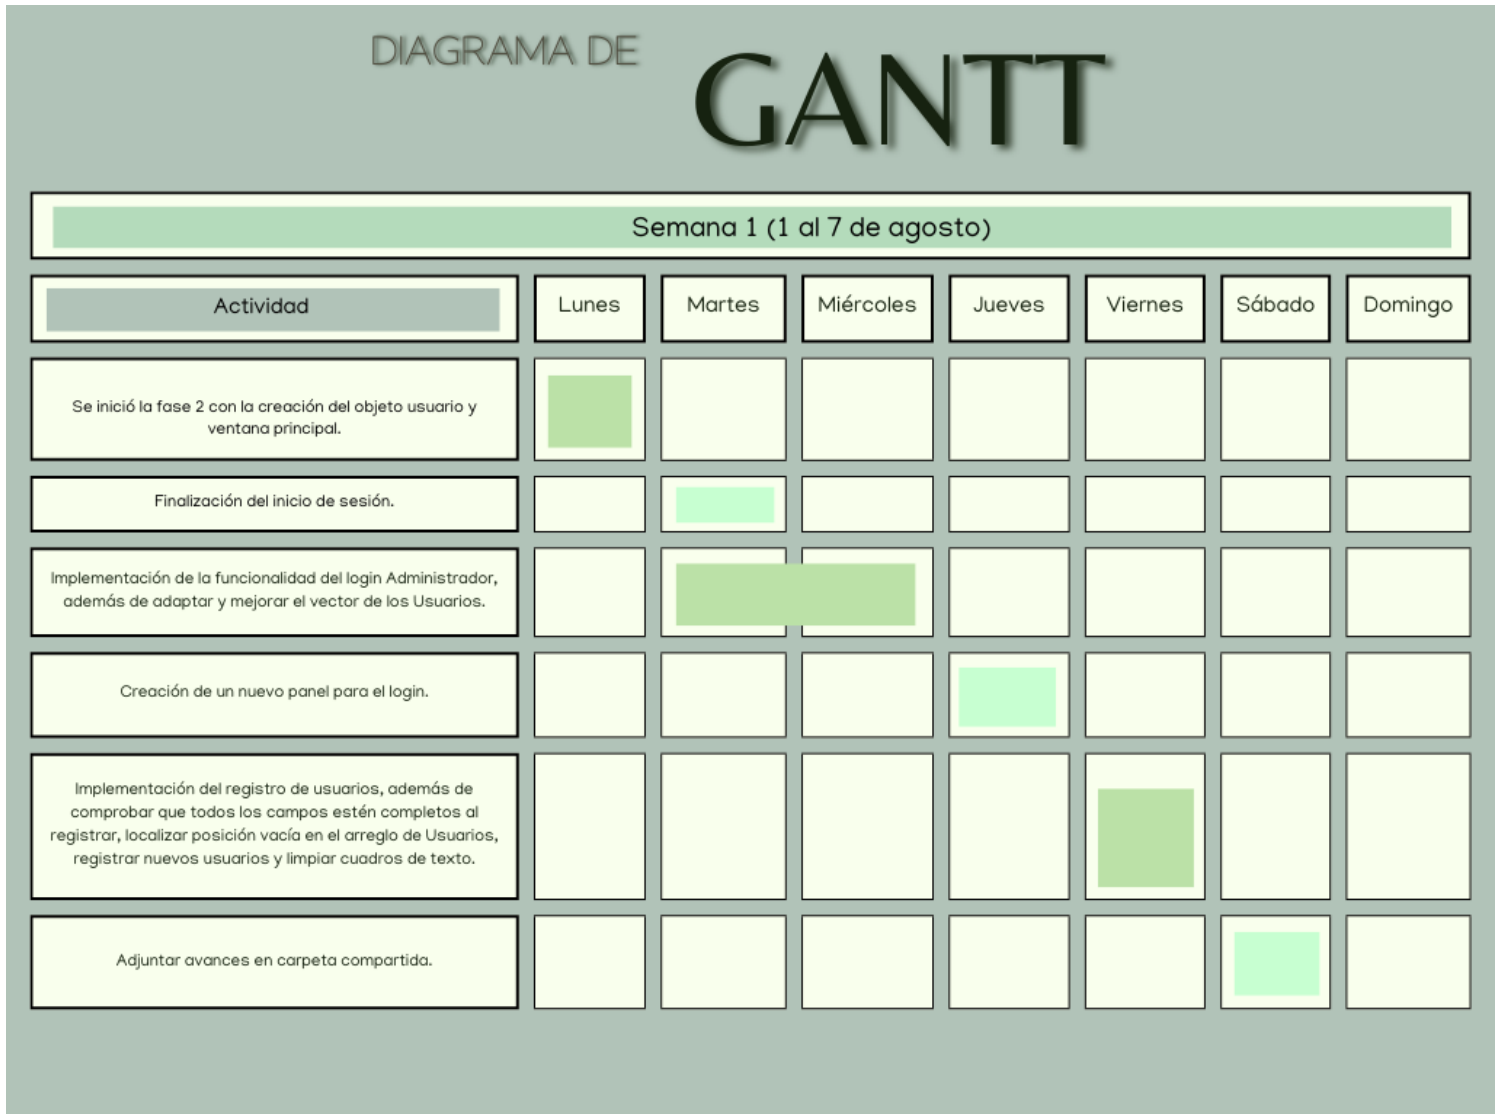 DIAGRAMA DE
GANTT
Semana 1 (1 al 7 de agosto)
Actividad
Lunes
Martes
Miércoles
Jueves
Viernes
Sábado
Domingo
Se inició la fase 2 con la creación del objeto usuario y
ventana principal.
Finalización del inicio de sesión.
Implementación de la funcionalidad del login Administrador,
además de adaptar y mejorar el vector de los Usuarios.
Creación de un nuevo panel para el login.
Implementación del registro de usuarios, además de
comprobar que todos los campos estén completos al
registrar, localizar posición vacía en el arreglo de Usuarios,
registrar nuevos usuarios y limpiar cuadros de texto.
Adjuntar avances en carpeta compartida.